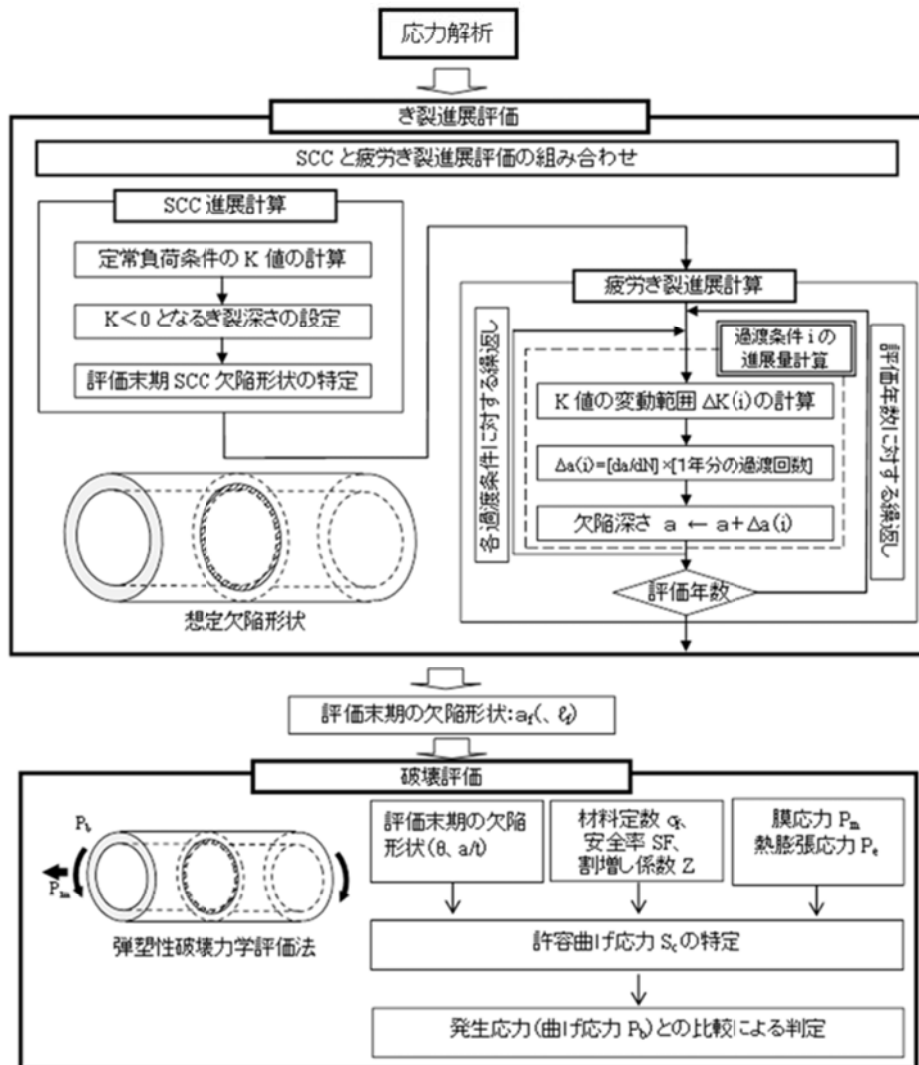 応力解析
き裂進展評価
SCCと疲労き裂進展評価の組み合わせ
SCC進展計算
定常負荷条件のK値の計算
K<0となるき裂深さの設定
評価末期SCC欠陥形状の特定
想定欠陥形状
疲労き裂進展計算
各過渡条件に対する繰返し
過渡条件iの
進展量計算
K値の変動範囲 ΔK(i)の計算
Δa(i)=[da/dN]×[1年分の過渡回数]
欠陥深さ a ← a+Δa(i)
評価年数
評価年数に対する繰返し
評価末期の欠陥形状:af(、ℓf)
破壊評価
Pb
Pm
弾塑性破壊力学評価法
評価末期の欠陥
形状(θ、a/t)
材料定数σf、
安全率SF、
割増し係数Z
膜応力Pm
熱膨張応力Pe
許容曲げ応力Scの特定
発生応力(曲げ応力Pb)との比較による判定